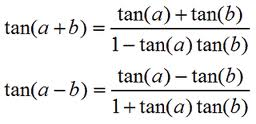 tan(a + b) = (tan(a) + tan(b)) / (1 − tan(a) tan(b))
tan(a − b) = (tan(a) − tan(b)) / (1 + tan(a) tan(b))